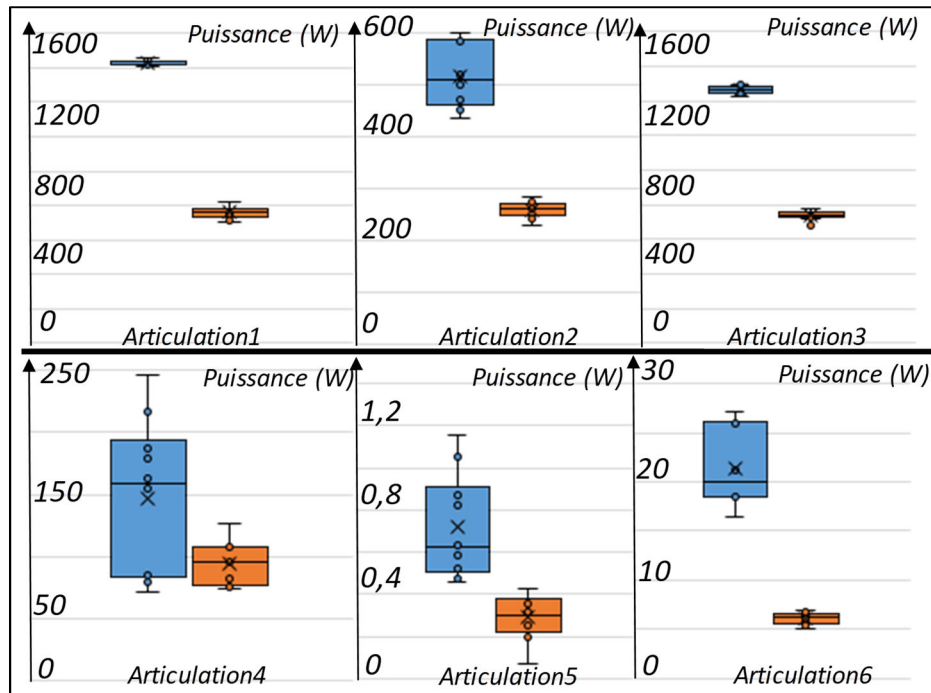 Puissance (W)
1600
1200
800
400
0
Articulation1
Puissance (W)
600
400
200
0
Articulation2
Puissance (W)
1600
1200
800
400
0
Articulation3
Puissance (W)
250
150
50
0
Articulation4
Puissance (W)
1,2
0,8
0,4
0
Articulation5
Puissance (W)
30
20
10
0
Articulation6